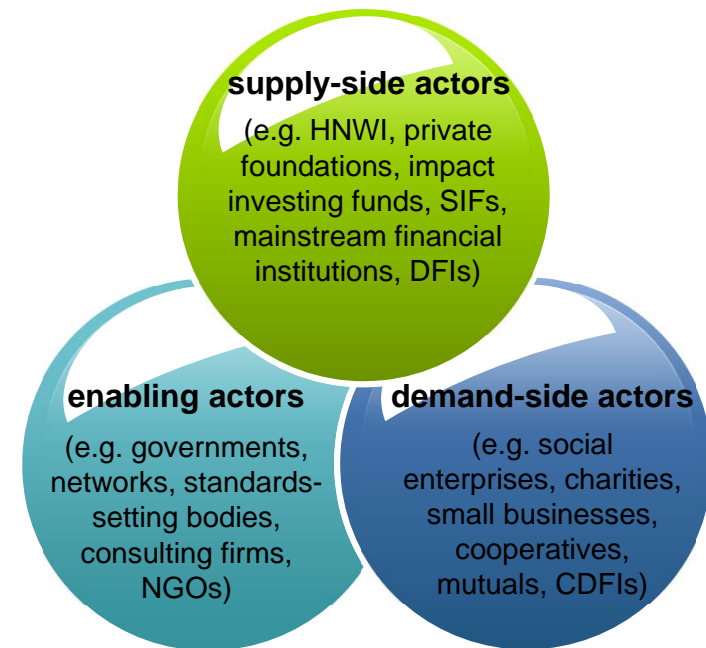 supply-side actors
(e.g. HNWI, private
foundations, impact
investing funds, SIFs,
mainstream financial
institutions, DFIs)
enabling actors
(e.g. governments,
networks, standards-
setting bodies,
consulting firms,
NGOs)
demand-side actors
(e.g. social
enterprises, charities,
small businesses,
cooperatives,
mutuals, CDFIs)